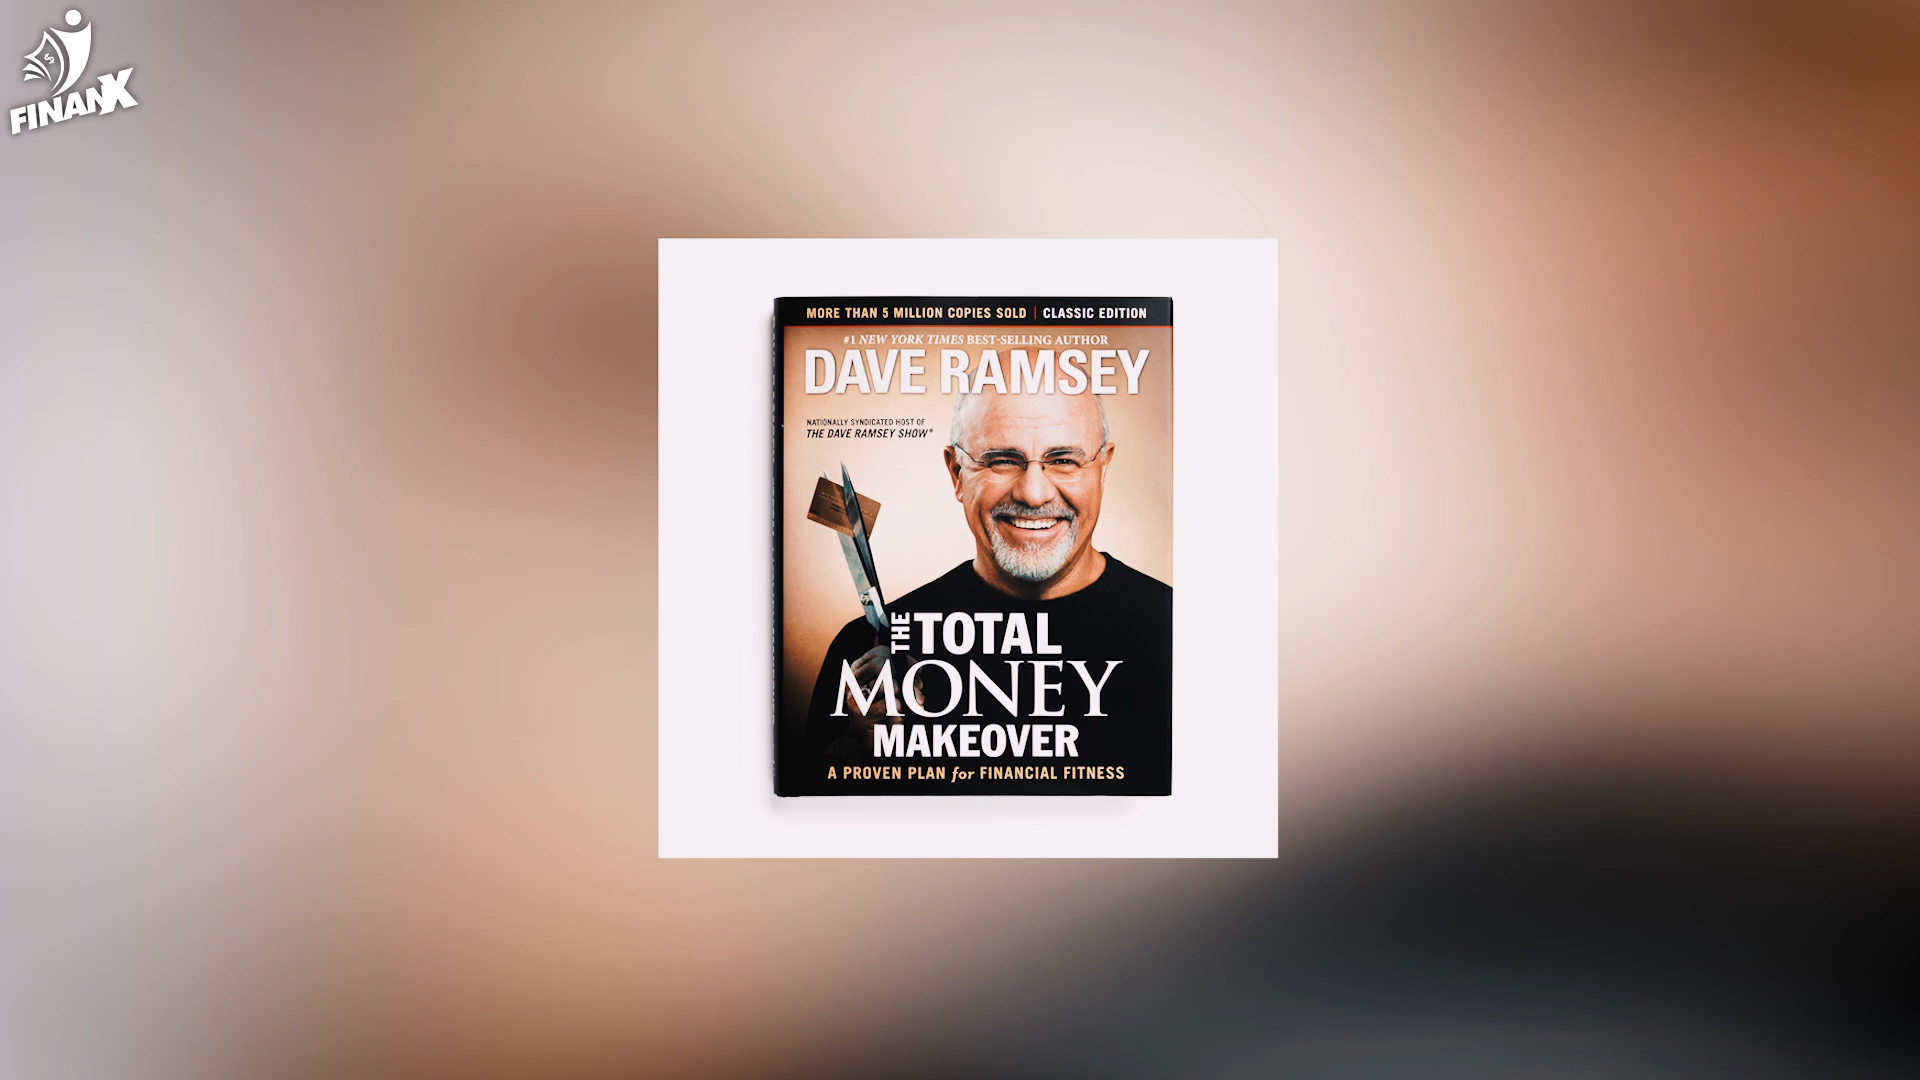 FINANX
MORE THAN 5 MILLION COPIES SOLD | CLASSIC EDITION
#1 NEW YORK TIMES BEST-SELLING AUTHOR
DAVE RAMSEY
NATIONALLY SYNDICATED HOST OF
THE DAVE RAMSEY SHOW®
THE TOTAL
MONEY
MAKEOVER
A PROVEN PLAN for FINANCIAL FITNESS